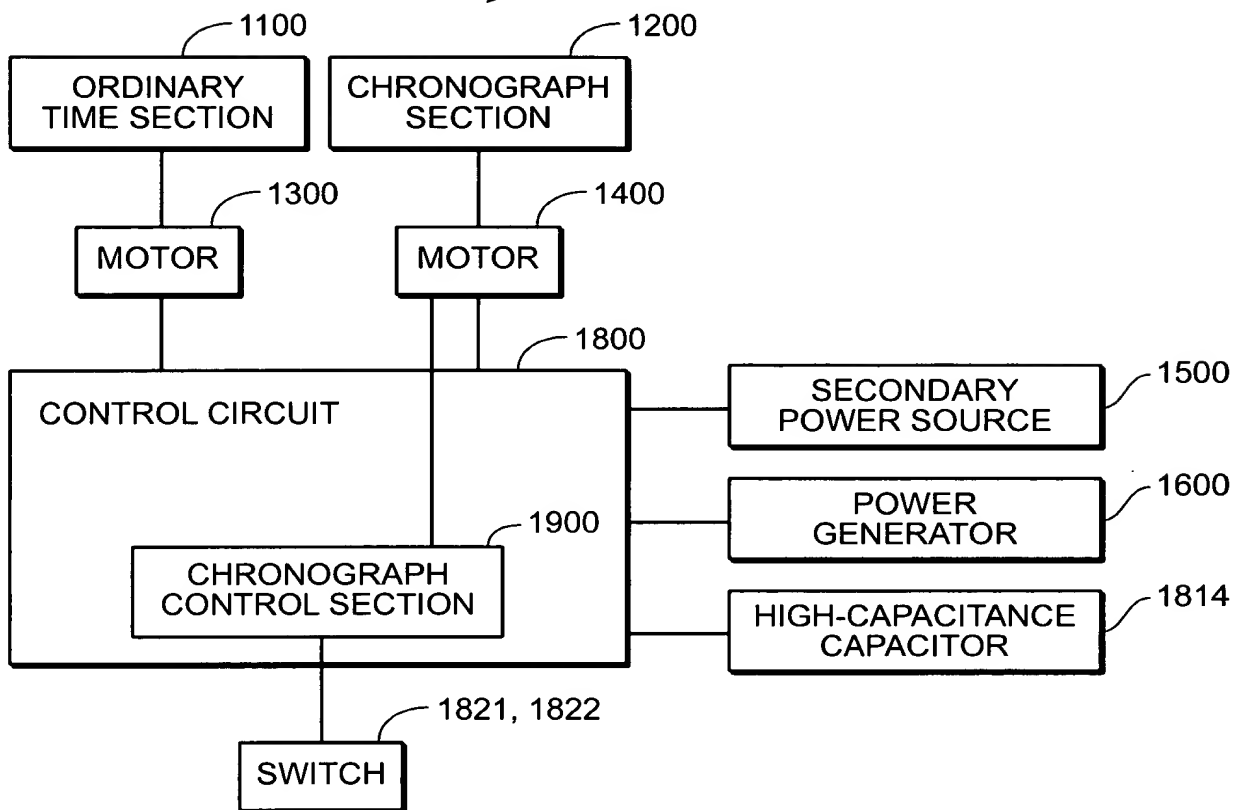 1100
ORDINARY
TIME SECTION
1200
CHRONOGRAPH
SECTION
1300
MOTOR
1400
MOTOR
1800
CONTROL CIRCUIT
1900
CHRONOGRAPH
CONTROL SECTION
1500
SECONDARY
POWER SOURCE
1600
POWER
GENERATOR
1814
HIGH-CAPACITANCE
CAPACITOR
1821, 1822
SWITCH